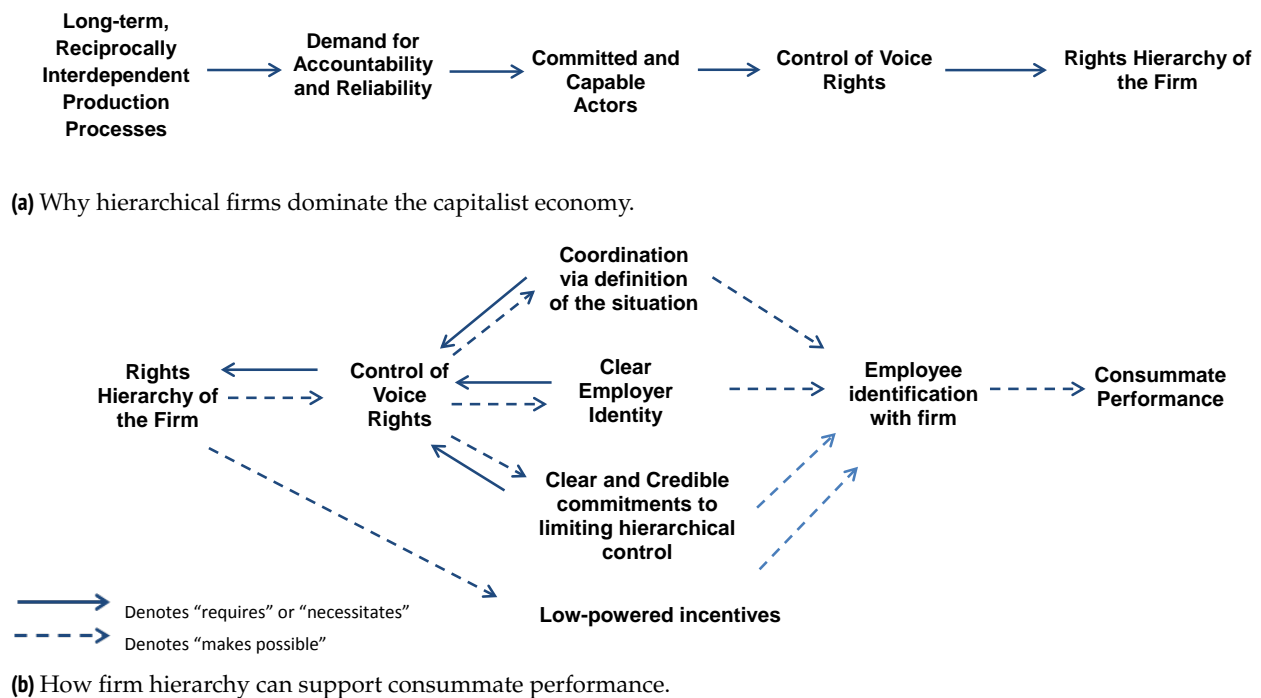 Long-term,
Reciprocally
Interdependent
Production
Processes
Demand for
Accountability
and Reliability
Committed and
Capable
Actors
Control of Voice
Rights
Rights Hierarchy of
the Firm
(a) Why hierarchical firms dominate the capitalist economy.
Coordination
via definition
of the situation
Rights
Hierarchy of
the Firm
Control of
Voice
Rights
Clear
Employer
Identity
Employee
identification
with firm
Consummate
Performance
Clear and Credible
commitments to
limiting hierarchical
control
Low-powered incentives
Denotes “requires” or “necessitates”
Denotes “makes possible”
(b) How firm hierarchy can support consummate performance.